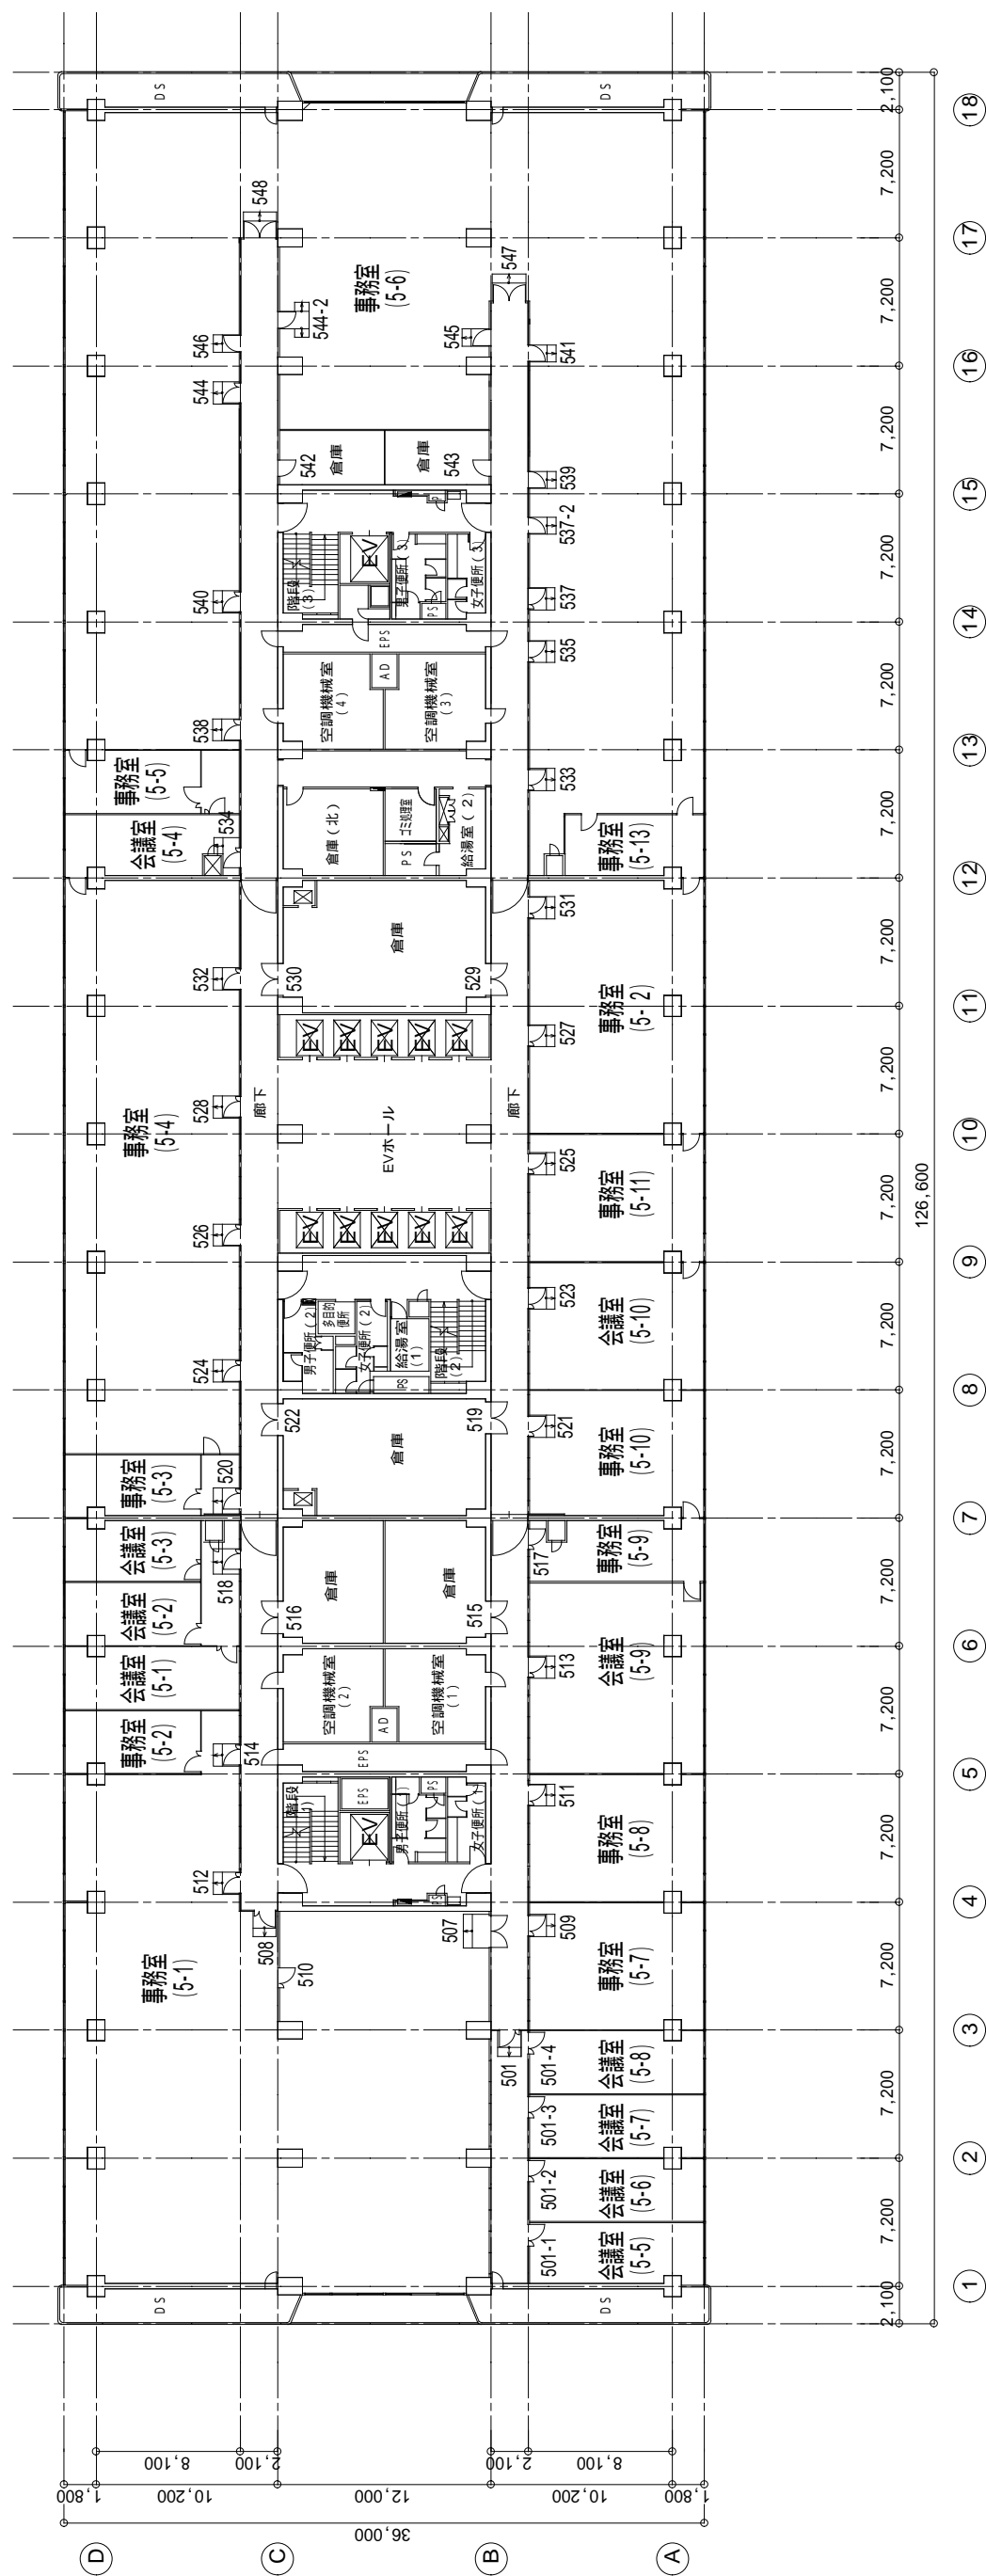 DS
DS
18
2,100
7,200
548
17
事務室
(5-6)
544-2
547
7,200
546
545
541
16
544
7,200
542
倉庫
倉庫
543
539
15
EV
537-2
階段
(3)
男子便所(3)
女子便所(3)
PS
7,200
540
537
14
EPS
535
AD
空調機械室
(4)
空調機械室
(3)
7,200
538
13
事務室
(5-5)
533
会議室
(5-4)
534
倉庫(北)
ゴミ処理室
PS
給湯室(2)
事務室
(5-13)
7,200
12
531
倉庫
532
530
529
7,200
事務室
(5-2)
11
EV
EV
EV
EV
EV
527
7,200
事務室
(5-4)
528
廊下
EVホール
廊下
10
525
事務室
(5-11)
7,200
126,600
526
EV
EV
EV
EV
EV
9
523
男子便所(2)
多目的
便所
女子便所(2)
給湯室
(1)
階段
(2)
PS
会議室
(5-10)
7,200
524
8
522
519
521
倉庫
事務室
(5-10)
7,200
事務室
(5-3)
520
7
会議室
(5-3)
518
517
事務室
(5-9)
倉庫
倉庫
7,200
会議室
(5-2)
516
515
6
会議室
(5-1)
空調機械室
(2)
空調機械室
(1)
513
会議室
(5-9)
AD
7,200
事務室
(5-2)
514
EPS
5
階段
(1)
EPS
EV
男子便所(1)
PS
女子便所(1)
511
事務室
(5-8)
7,200
512
PS
4
508
507
509
事務室
(5-1)
510
事務室
(5-7)
7,200
3
501
501-4
会議室
(5-8)
501-3
会議室
(5-7)
7,200
2
501-2
会議室
(5-6)
501-1
会議室
(5-5)
7,200
1
DS
DS
2,100
8,100
2,100
2,100
8,100
1,800
10,200
12,000
10,200
1,800
36,000
D
C
B
A